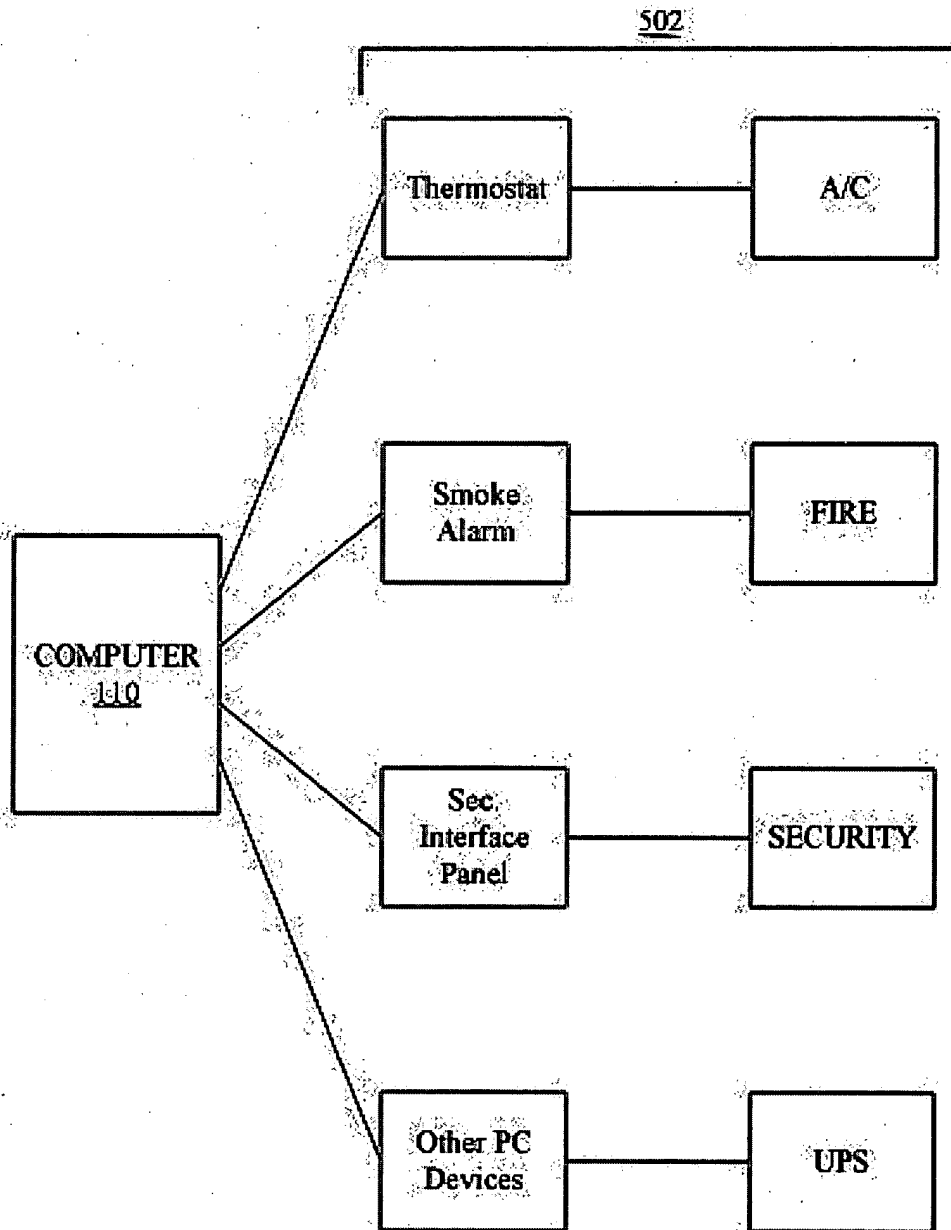 502
Thermostat
A/C
Smoke
Alarm
FIRE
COMPUTER
110
Sec.
Interface
Panel
SECURITY
Other PC
Devices
UPS